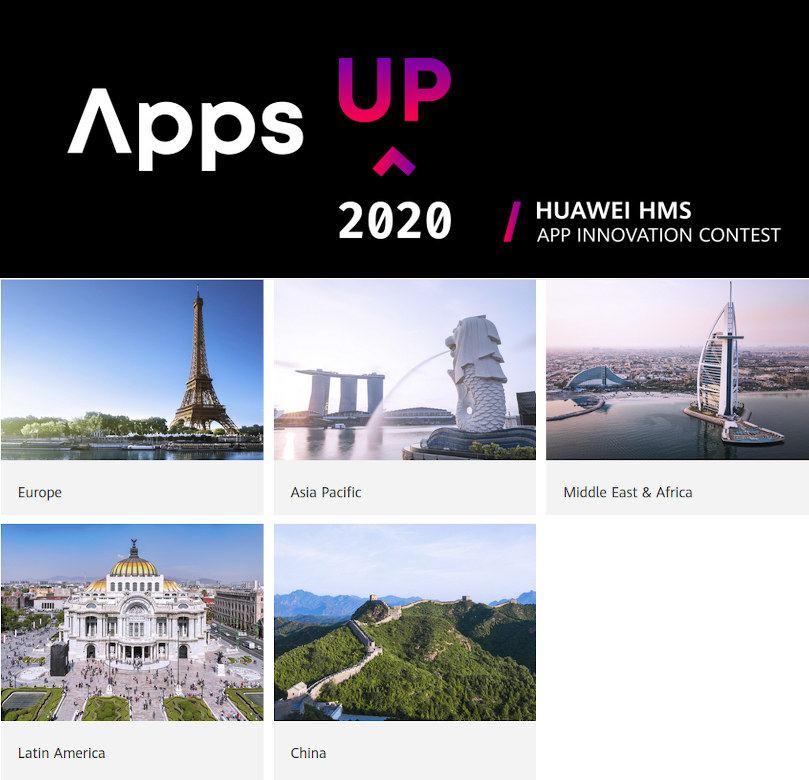 Apps UP
2020
HUAWEI HMS
APP INNOVATION CONTEST
Europe
Asia Pacific
Middle East & Africa
Latin America
China